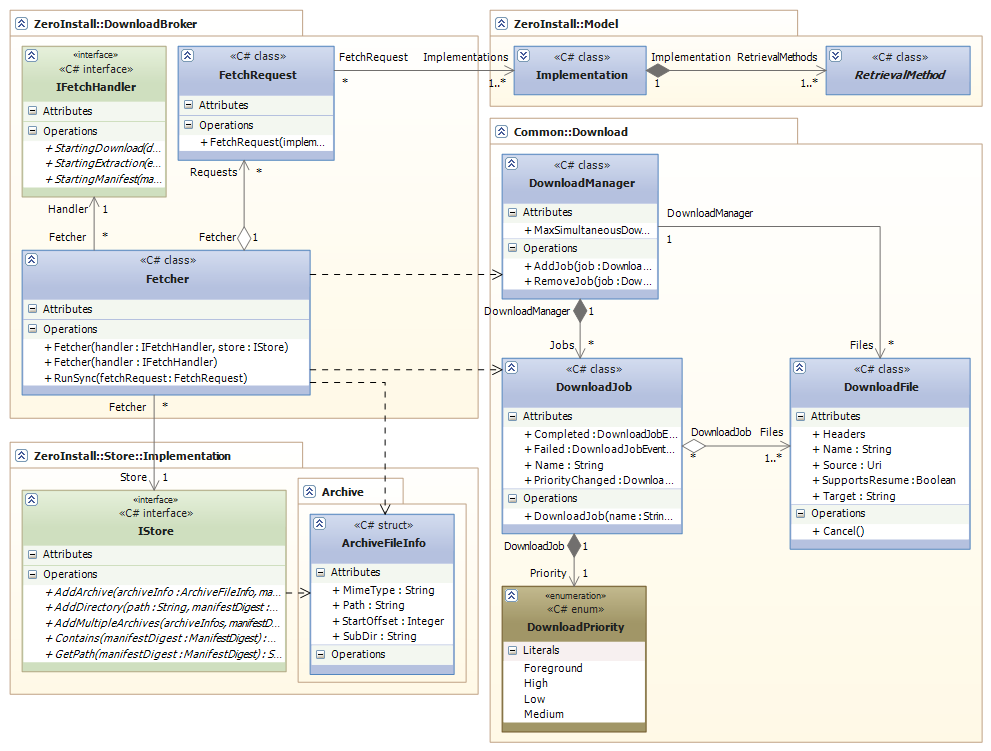 ZeroInstall::DownloadBroker
«interface»
«C# interface»
IFetchHandler
Attributes
Operations
+ StartingDownload(d...
+ StartingExtraction(e...
+ StartingManifest(ma...
«C# class»
FetchRequest
Attributes
Operations
+ FetchRequest(implem...
FetchRequest
*
Implementations
1..*
Requests
*
Handler
1
Fetcher
*
Fetcher
1
«C# class»
Fetcher
Attributes
Operations
+ Fetcher(handler : IFetchHandler, store : IStore)
+ Fetcher(handler : IFetchHandler)
+ RunSync(fetchRequest : FetchRequest)
Fetcher
*
Store
1
ZeroInstall::Store::Implementation
«interface»
«C# interface»
IStore
Attributes
Operations
+ AddArchive(archiveInfo : ArchiveFileInfo, ma...
+ AddDirectory(path : String, manifestDigest :...
+ AddMultipleArchives(archiveInfos, manifestD...
+ Contains(manifestDigest : ManifestDigest) :...
+ GetPath(manifestDigest : ManifestDigest) : S...
Archive
«C# struct»
ArchiveFileInfo
Attributes
+ MimeType : String
+ Path : String
+ StartOffset : Integer
+ SubDir : String
Operations
ZeroInstall::Model
«C# class»
Implementation
Implementation
1
RetrievalMethods
1..*
«C# class»
RetrievalMethod
Common::Download
«C# class»
DownloadManager
Attributes
+ MaxSimultaneousDow...
Operations
+ AddJob(job : Downloa...
+ RemoveJob(job : Dow...
DownloadManager
1
DownloadManager
1
Jobs
*
Files
*
«C# class»
DownloadJob
Attributes
+ Completed : DownloadJobE...
+ Failed : DownloadJobEvent...
+ Name : String
+ PriorityChanged : Downloa...
Operations
+ DownloadJob(name : Strin...
DownloadJob
*
Files
1..*
«C# class»
DownloadFile
Attributes
+ Headers
+ Name : String
+ Source : Uri
+ SupportsResume : Boolean
+ Target : String
Operations
+ Cancel()
DownloadJob
1
Priority
1
«enumeration»
«C# enum»
DownloadPriority
Literals
Foreground
High
Low
Medium